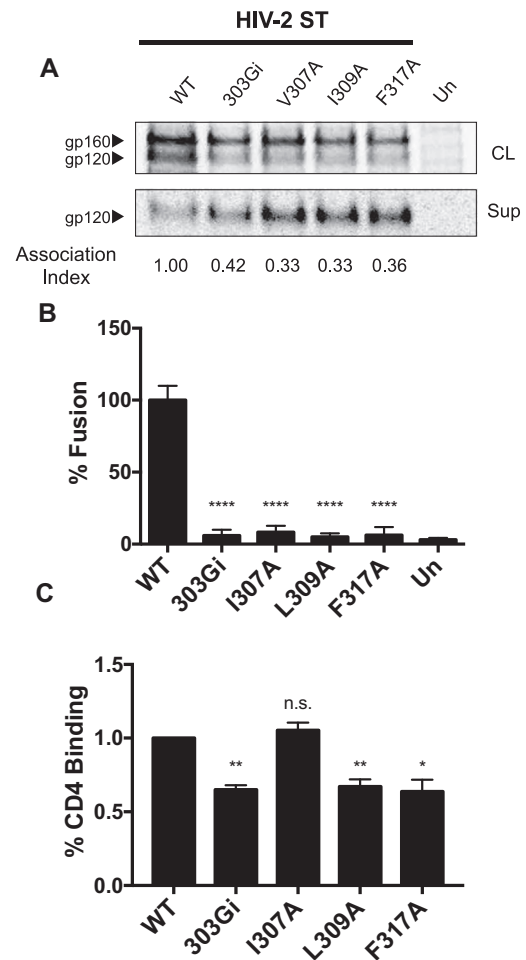 HIV-2 ST
A
WT 303Gi V307A I309A F317A Un
gp160
gp120
CL
gp120
Sup
Association
Index
1.00 0.42 0.33 0.33 0.36
B
150
100
50
0
% Fusion
**** **** **** ****
WT 303Gi I307A L309A F317A Un
C
1.5
1.0
0.5
0.0
% CD4 Binding
** n.s. ** *
WT 303Gi I307A L309A F317A